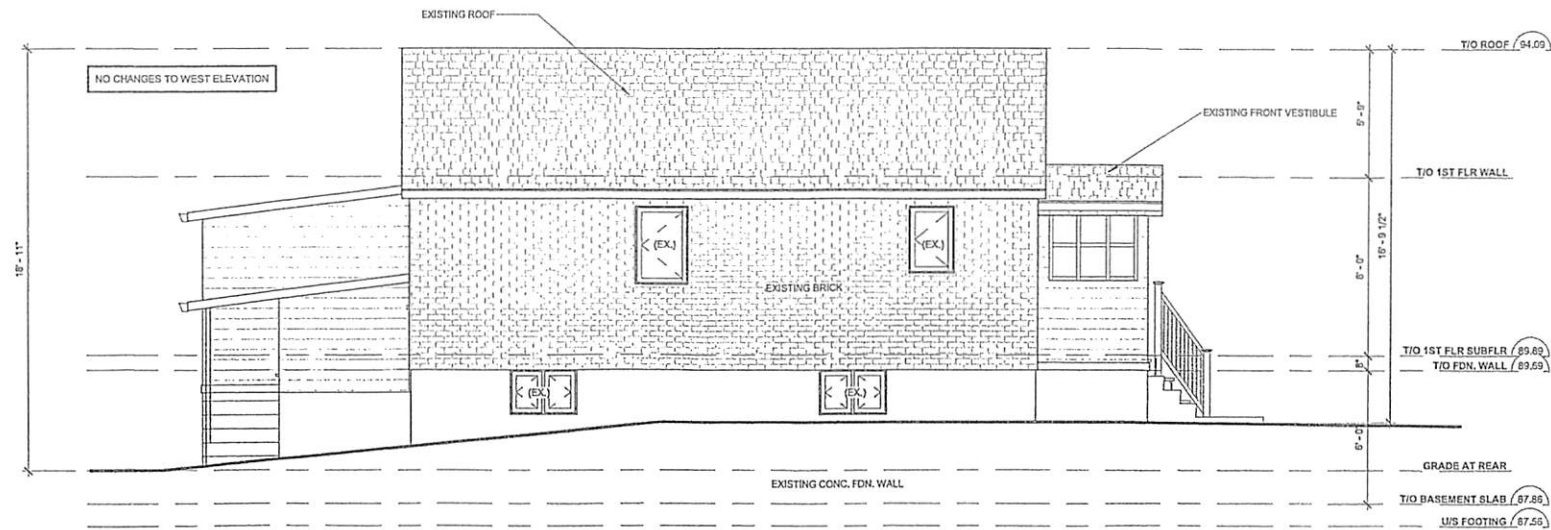 EXISTING ROOF
T/O ROOF 94.09
NO CHANGES TO WEST ELEVATION
5' - 9"
EXISTING FRONT VESTIBULE
T/O 1ST FLR WALL
18' - 11"
16' - 9 1/2"
(EX.)
(EX.)
8' - 0"
EXISTING BRICK
T/O 1ST FLR SUBFLR 89.89
8"
T/O FDN. WALL 89.69
(EX.)
(EX.)
6' - 0"
GRADE AT REAR
EXISTING CONC. FDN. WALL
T/O BASEMENT SLAB 87.86
U/S FOOTING 87.56